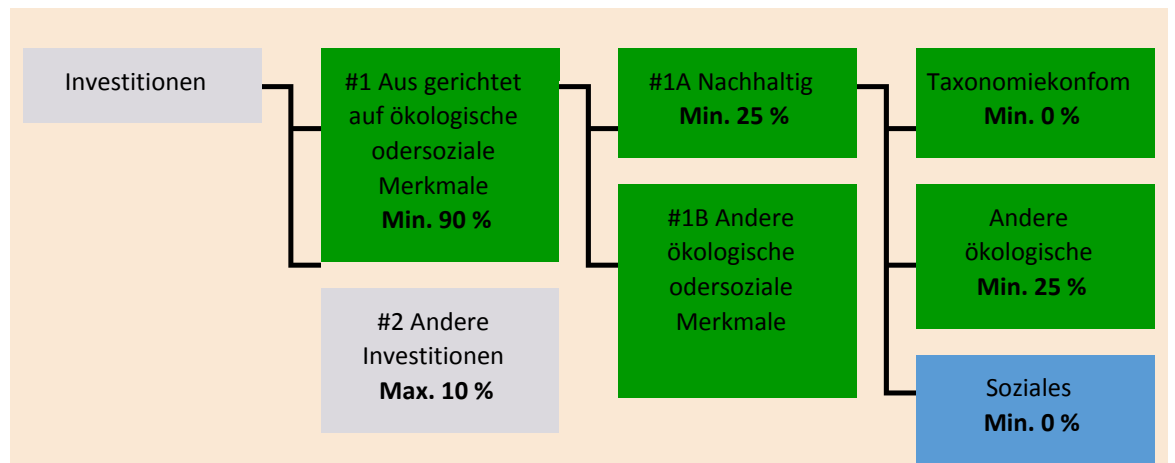 Investitionen
#1 Aus gerichtet
auf ökologische
odersoziale
Merkmale
Min. 90 %
#2 Andere
Investitionen
Max. 10 %
#1A Nachhaltig
Min. 25 %
#1B Andere
ökologische
odersoziale
Merkmale
Taxonomiekonfom
Min. 0 %
Andere
ökologische
Min. 25 %
Soziales
Min. 0 %